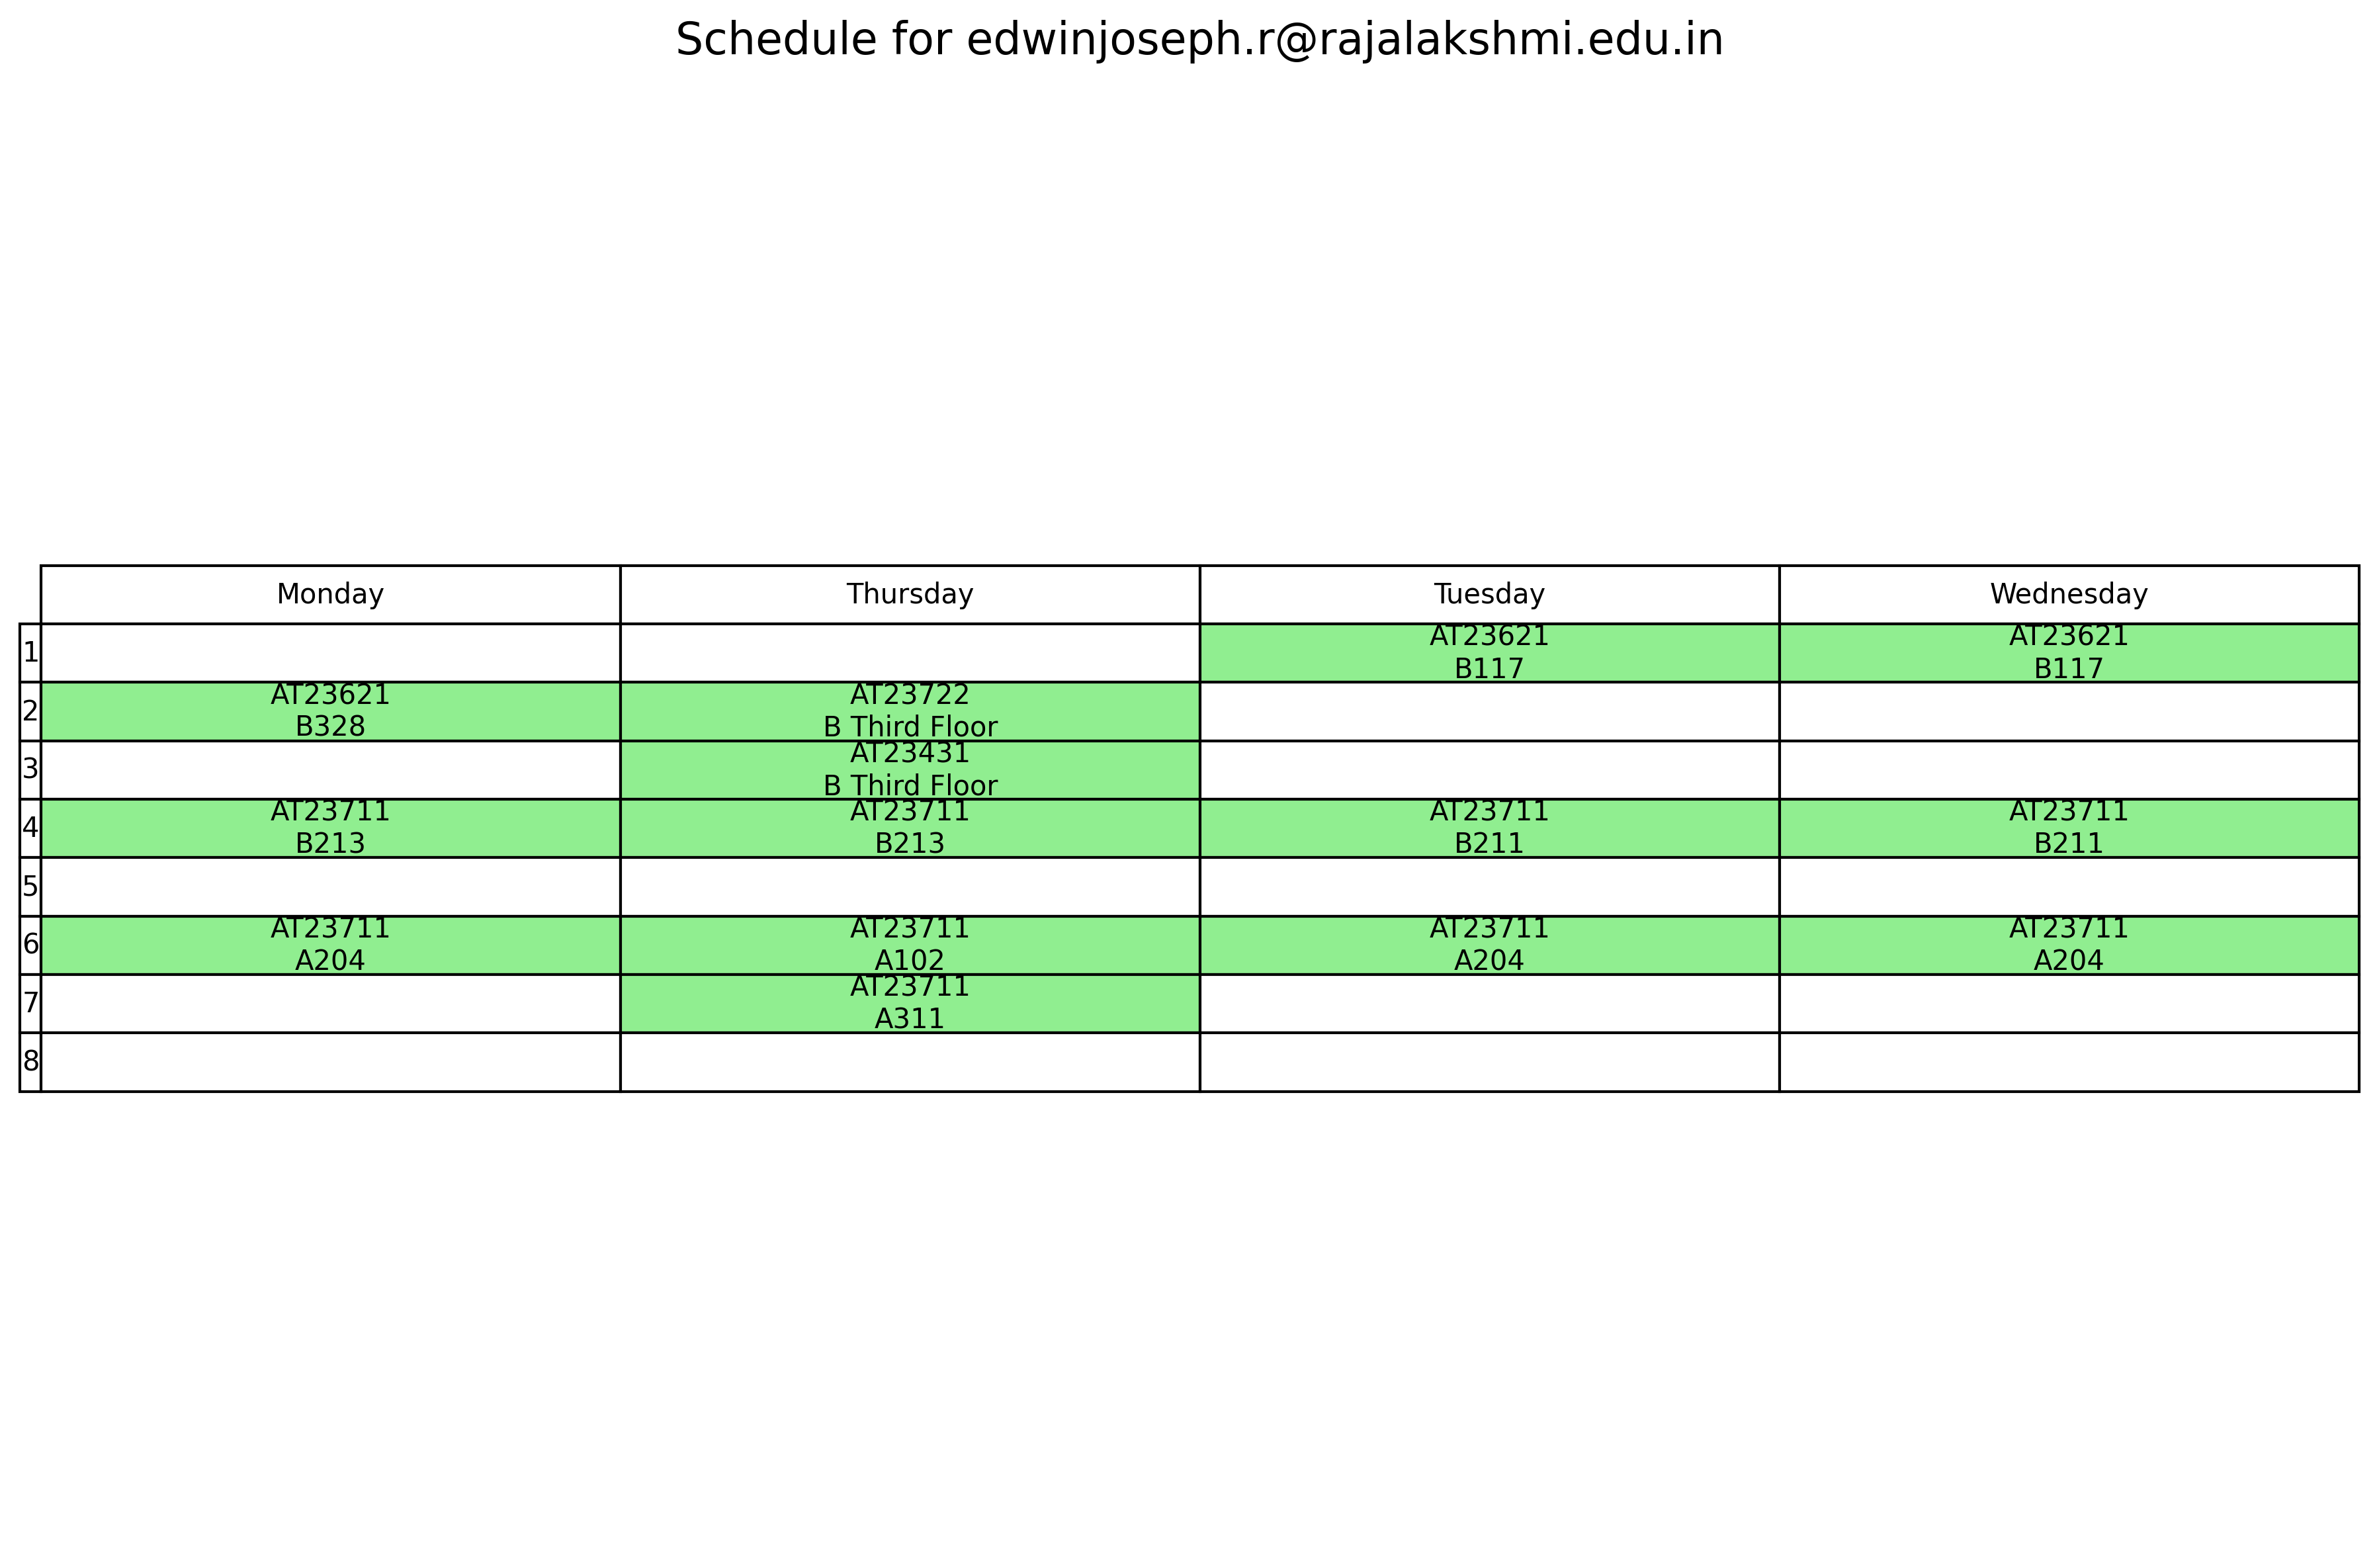 Schedule for edwinjoseph.r@rajalakshmi.edu.in
Monday Thursday Tuesday Wednesday
1 AT23621 AT23621
B117 B117
2 AT23621 AT23722
B328 B Third Floor
3 AT23431
B Third Floor
4 AT23711 AT23711 AT23711 AT23711
B213 B213 B211 B211
5
6 AT23711 AT23711 AT23711 AT23711
A204 A102 A204 A204
7 AT23711
A311
8